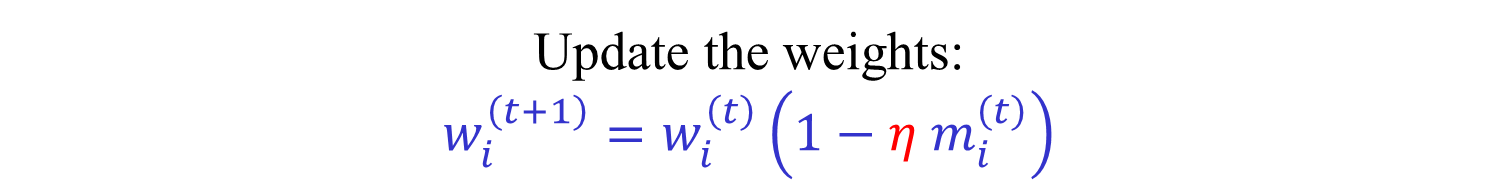 Update the weights:
w_i^{(t+1)} = w_i^{(t)} (1 − η m_i^{(t)})